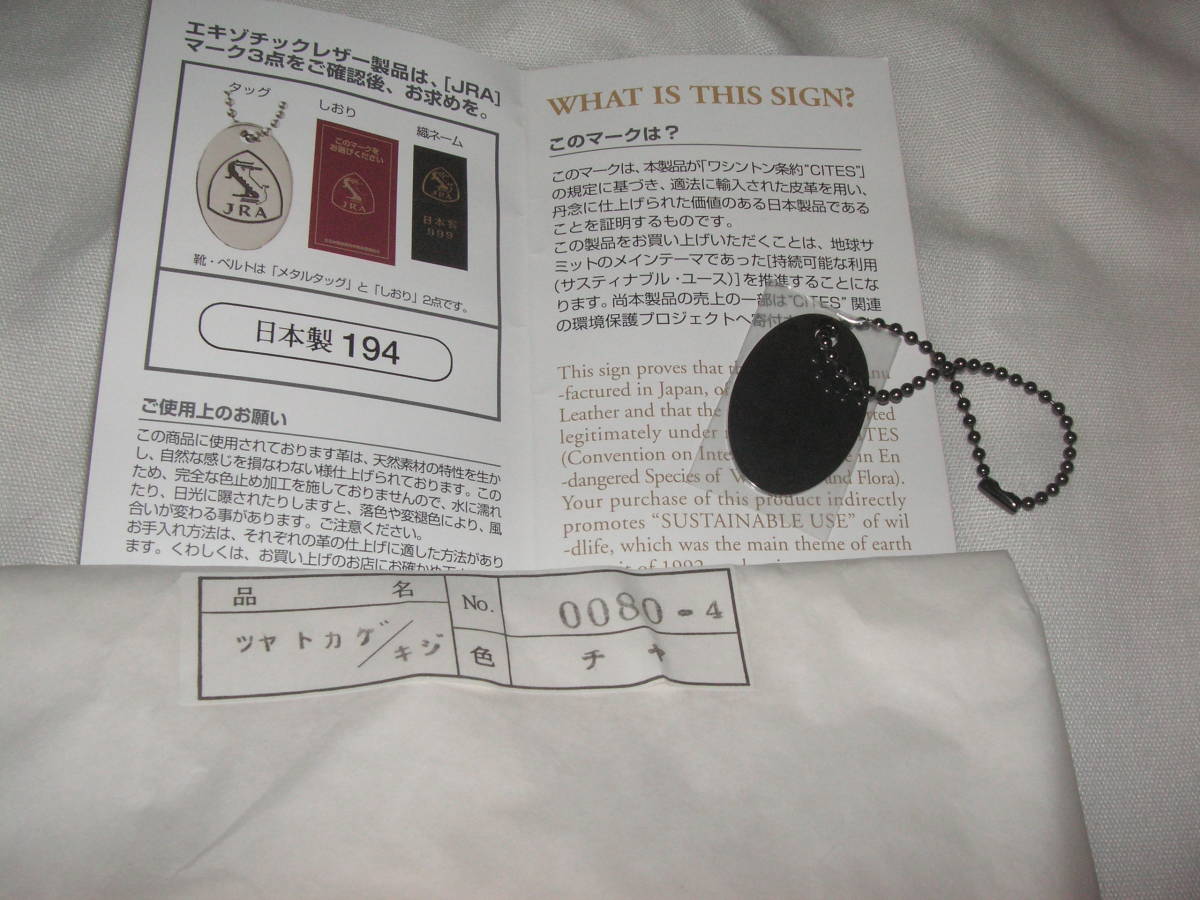 エキゾチックレザー製品は、[JRA]
マーク3点をご確認後、お求めを。
タッグ
しおり
織ネーム
JRA
このマークを
お選びください
JRA
日本製
999
靴・ベルトは「メタルタッグ」と「しおり」2点です。
日本製 194
ご使用上のお願い
この商品に使用されております革は、天然素材の特性を生か
し、自然な感じを損なわない様仕上げられております。この
ため、完全な色止め加工を施しておりませんので、水に濡れ
たり、日光に曝されたりしますと、落色や変褪色により、風
合いが変わる事があります。ご注意ください。
お手入れ方法は、それぞれの革の仕上げに適した方法があり
ます。くわしくは、お買い上げのお店にお確かめ下さい
WHAT IS THIS SIGN?
このマークは?
このマークは、本製品が「ワシントン条約"CITES"」
の規定に基づき、適法に輸入された皮革を用い、
丹念に仕上げられた価値のある日本製品である
ことを証明するものです。
この製品をお買い上げいただくことは、地球サ
ミットのメインテーマであった[持続可能な利用
(サスティナブル・ユース)]を推進することにな
ります。尚本製品の売上の一部は"CITES" 関連
の環境保護プロジェクトへ寄付
This sign proves that
-factured in Japan,
Leather and that the
legitimately under
(Convention on in En
-dangered Species of and Flora).
Your purchase of this product indirectly
promotes “SUSTAINABLE USE” of wil
-dlife, which was the main theme of earth
of 1992
品名 No. 0080-4
ツヤトカゲ/キジ 色 チャ